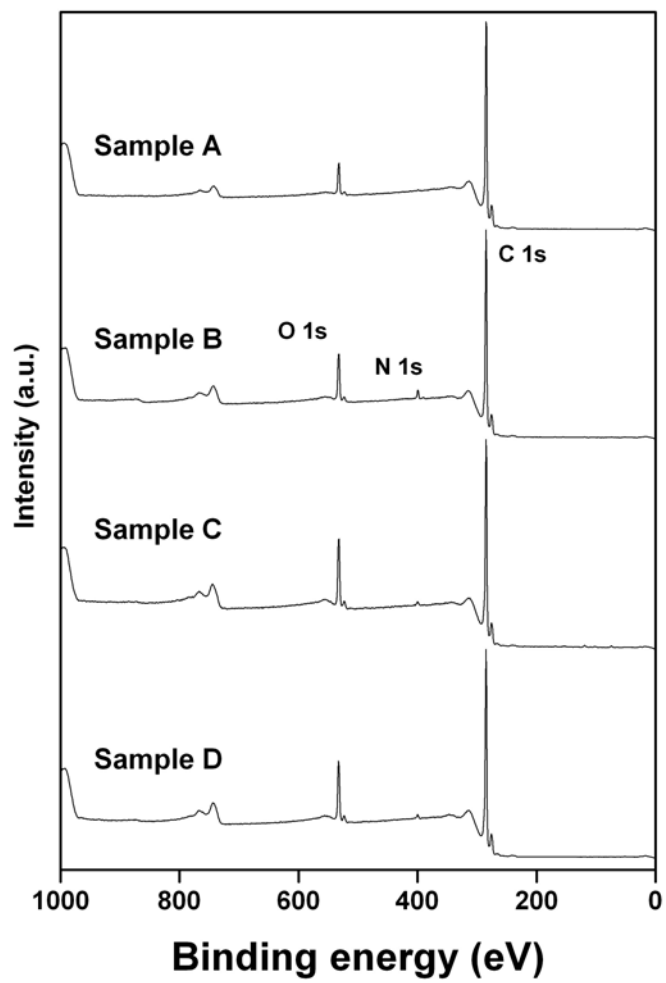 Sample A
C 1s
Sample B
O 1s
N 1s
Intensity (a.u.)
Sample C
Sample D
1000 800 600 400 200 0
Binding energy (eV)